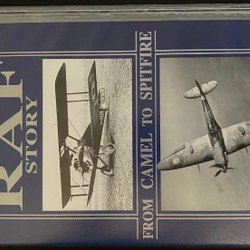 RAF
STORY
FROM CAMEL TO SPITFIRE